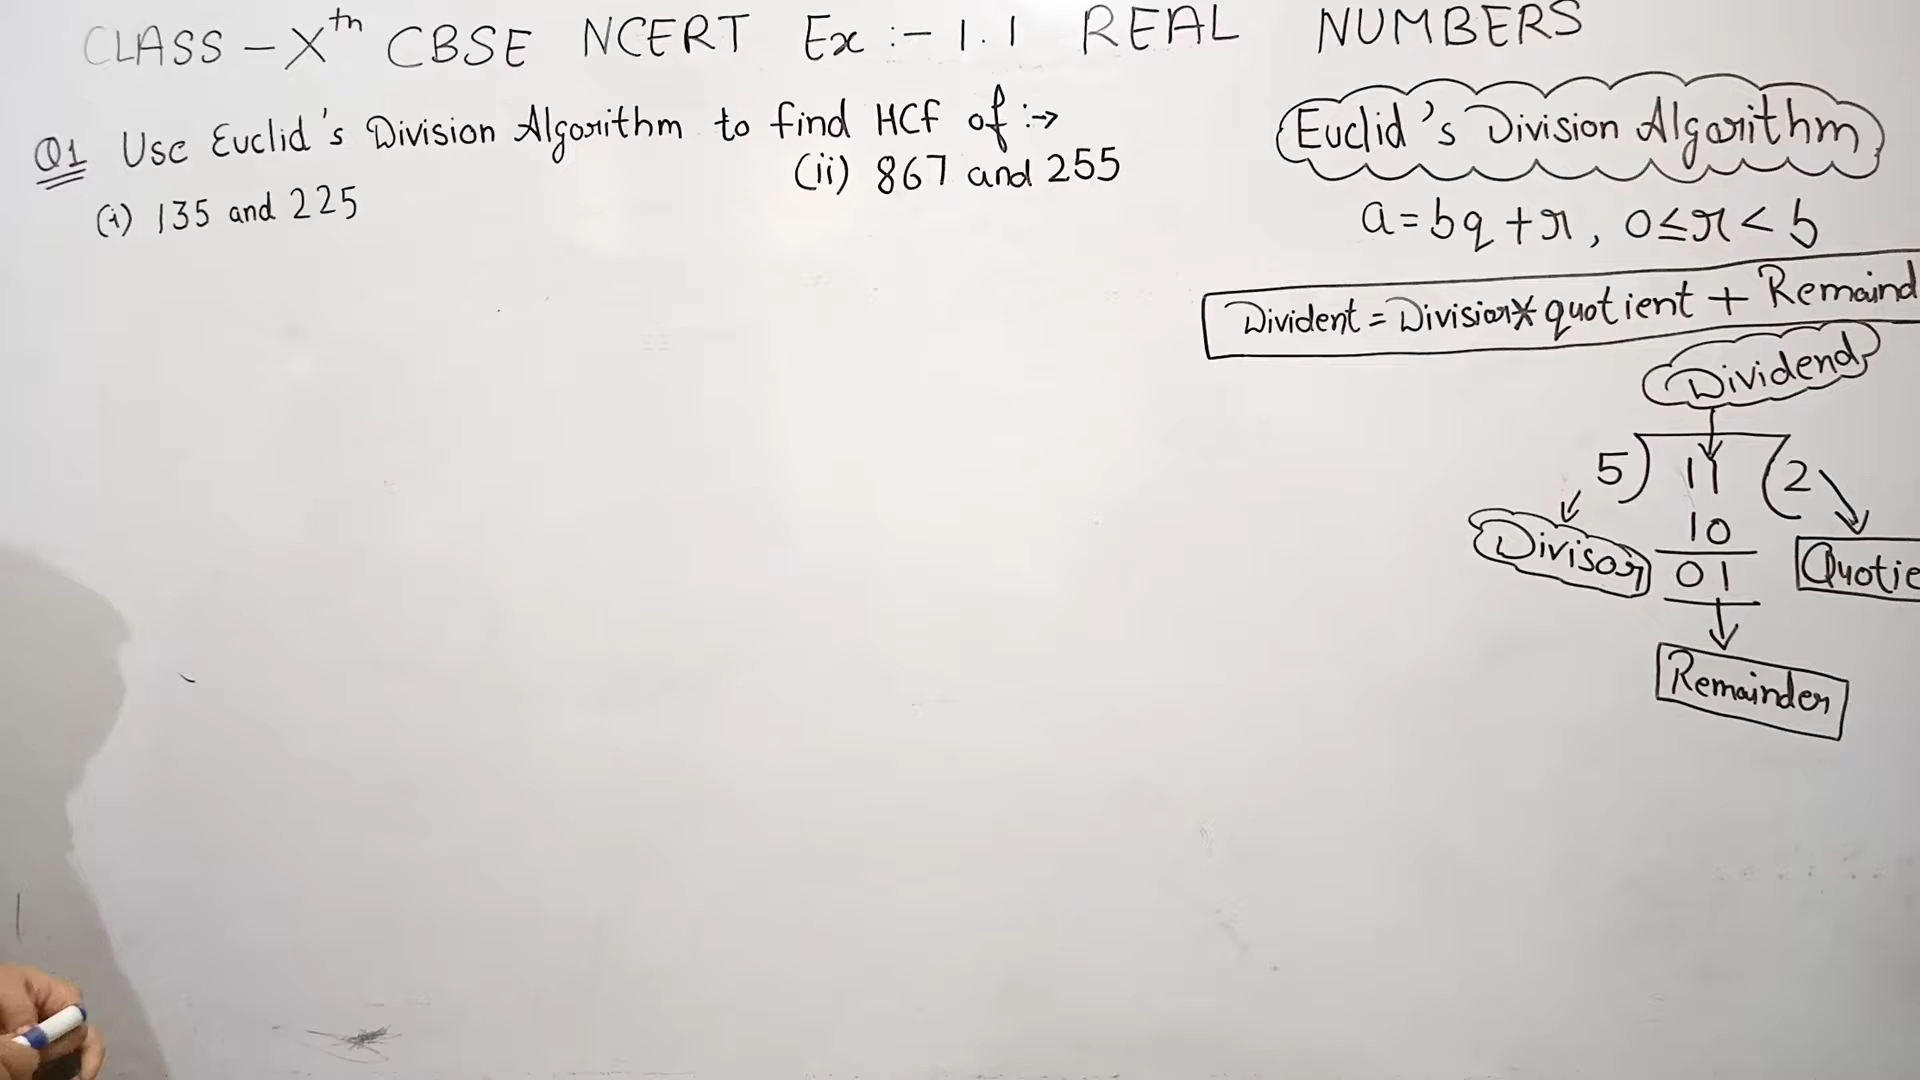 CLASS - Xth CBSE NCERT Ex :- 1.1 REAL NUMBERS
Q1 Use Euclid's Division Algorithm to find HCF of :→
(i) 135 and 225
(ii) 867 and 255
Euclid's Division Algorithm
a = bq + r, 0 ≤ r < b
Divident = Division * quotient + Remaind
Dividend
5) 11 (2
10
01
Divisor
Quotie
Remainder